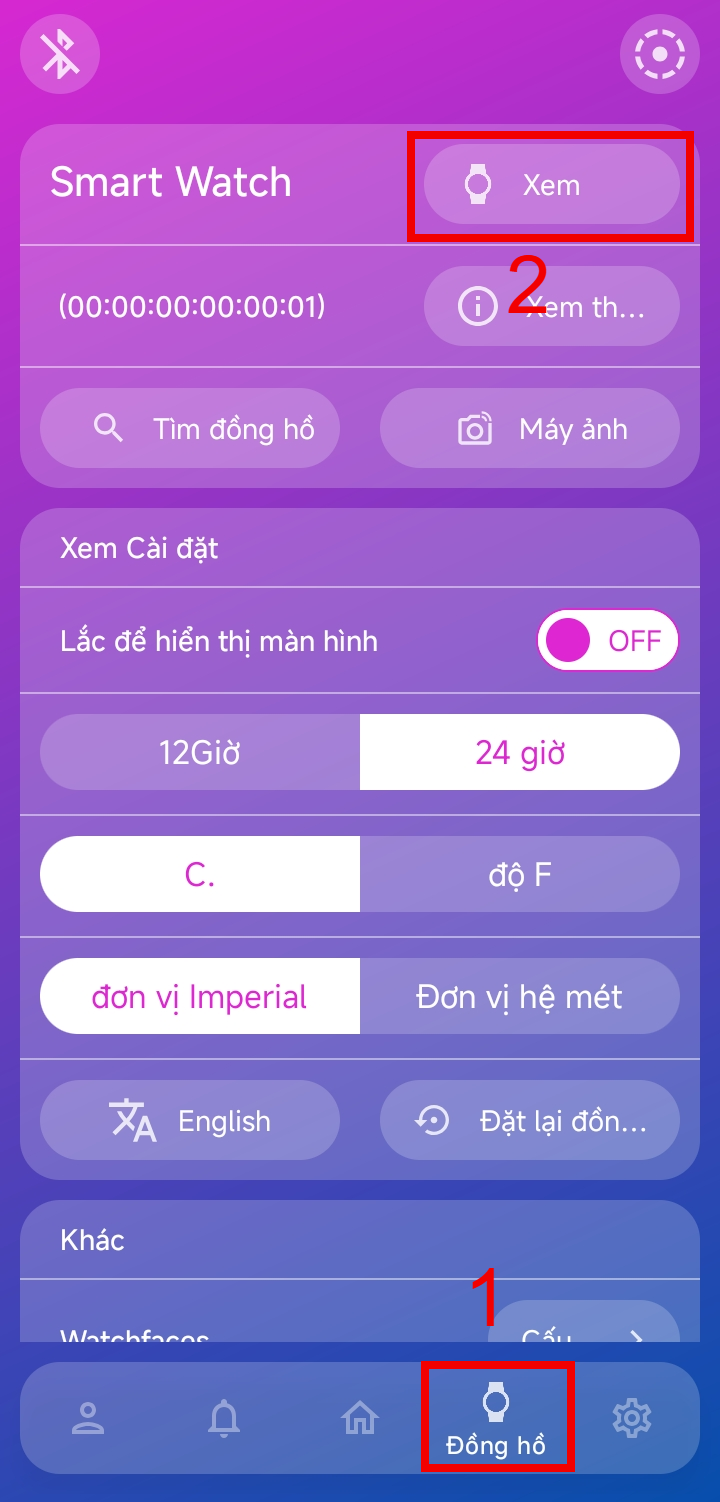 Smart Watch
Xem
2
(00:00:00:00:00:01)
Xem th...
Tìm đồng hồ
Máy ảnh
Xem Cài đặt
Lắc để hiển thị màn hình
OFF
12Giờ
24 giờ
C.
độ F
đơn vị Imperial
Đơn vị hệ mét
English
Đặt lại đồn...
Khác
1
Watchfaces
Cấu
Đồng hồ